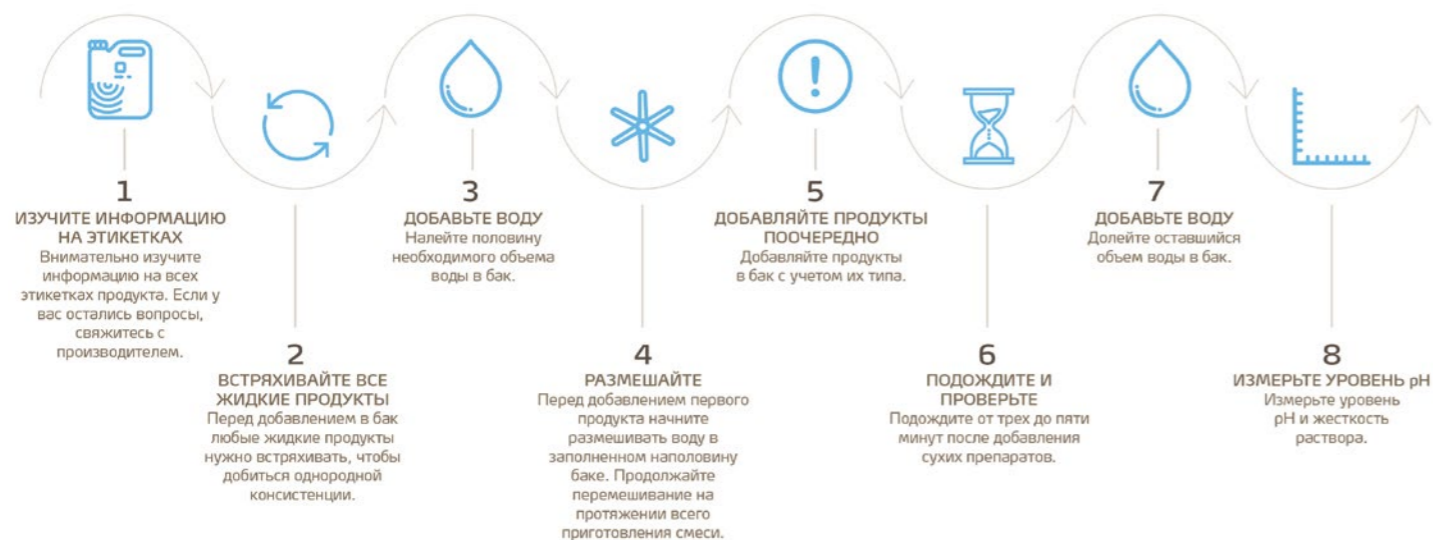 1
ИЗУЧИТЕ ИНФОРМАЦИЮ
НА ЭТИКЕТКАХ
Внимательно изучите
информацию на всех
этикетках продукта. Если у
вас остались вопросы,
свяжитесь с
производителем.
2
ВСТРЯХИВАЙТЕ ВСЕ
ЖИДКИЕ ПРОДУКТЫ
Перед добавлением в бак
любые жидкие продукты
нужно встряхивать, чтобы
добиться однородной
консистенции.
3
ДОБАВЬТЕ ВОДУ
Налейте половину
необходимого объема
воды в бак.
4
РАЗМЕШАЙТЕ
Перед добавлением первого
продукта начните
размешивать воду в
заполненном наполовину
баке. Продолжайте
перемешивание на
протяжении всего
приготовления смеси.
5
ДОБАВЛЯЙТЕ ПРОДУКТЫ
ПООЧЕРЕДНО
Добавляйте продукты
в бак с учетом их типа.
6
ПОДОЖДИТЕ И
ПРОВЕРЬТЕ
Подождите от трех до пяти
минут после добавления
сухих препаратов.
7
ДОБАВЬТЕ ВОДУ
Долейте оставшийся
объем воды в бак.
8
ИЗМЕРЬТЕ УРОВЕНЬ pH
Измерьте уровень
pH и жесткость
раствора.